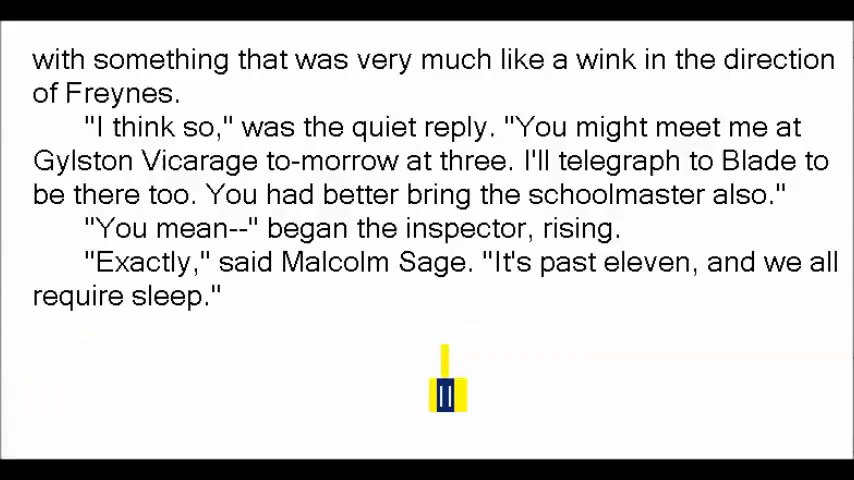 with something that was very much like a wink in the direction
of Freynes.
"I think so," was the quiet reply. "You might meet me at
Gylston Vicarage to-morrow at three. I'll telegraph to Blade to
be there too. You had better bring the schoolmaster also."
"You mean--" began the inspector, rising.
"Exactly," said Malcolm Sage. "It's past eleven, and we all
require sleep."